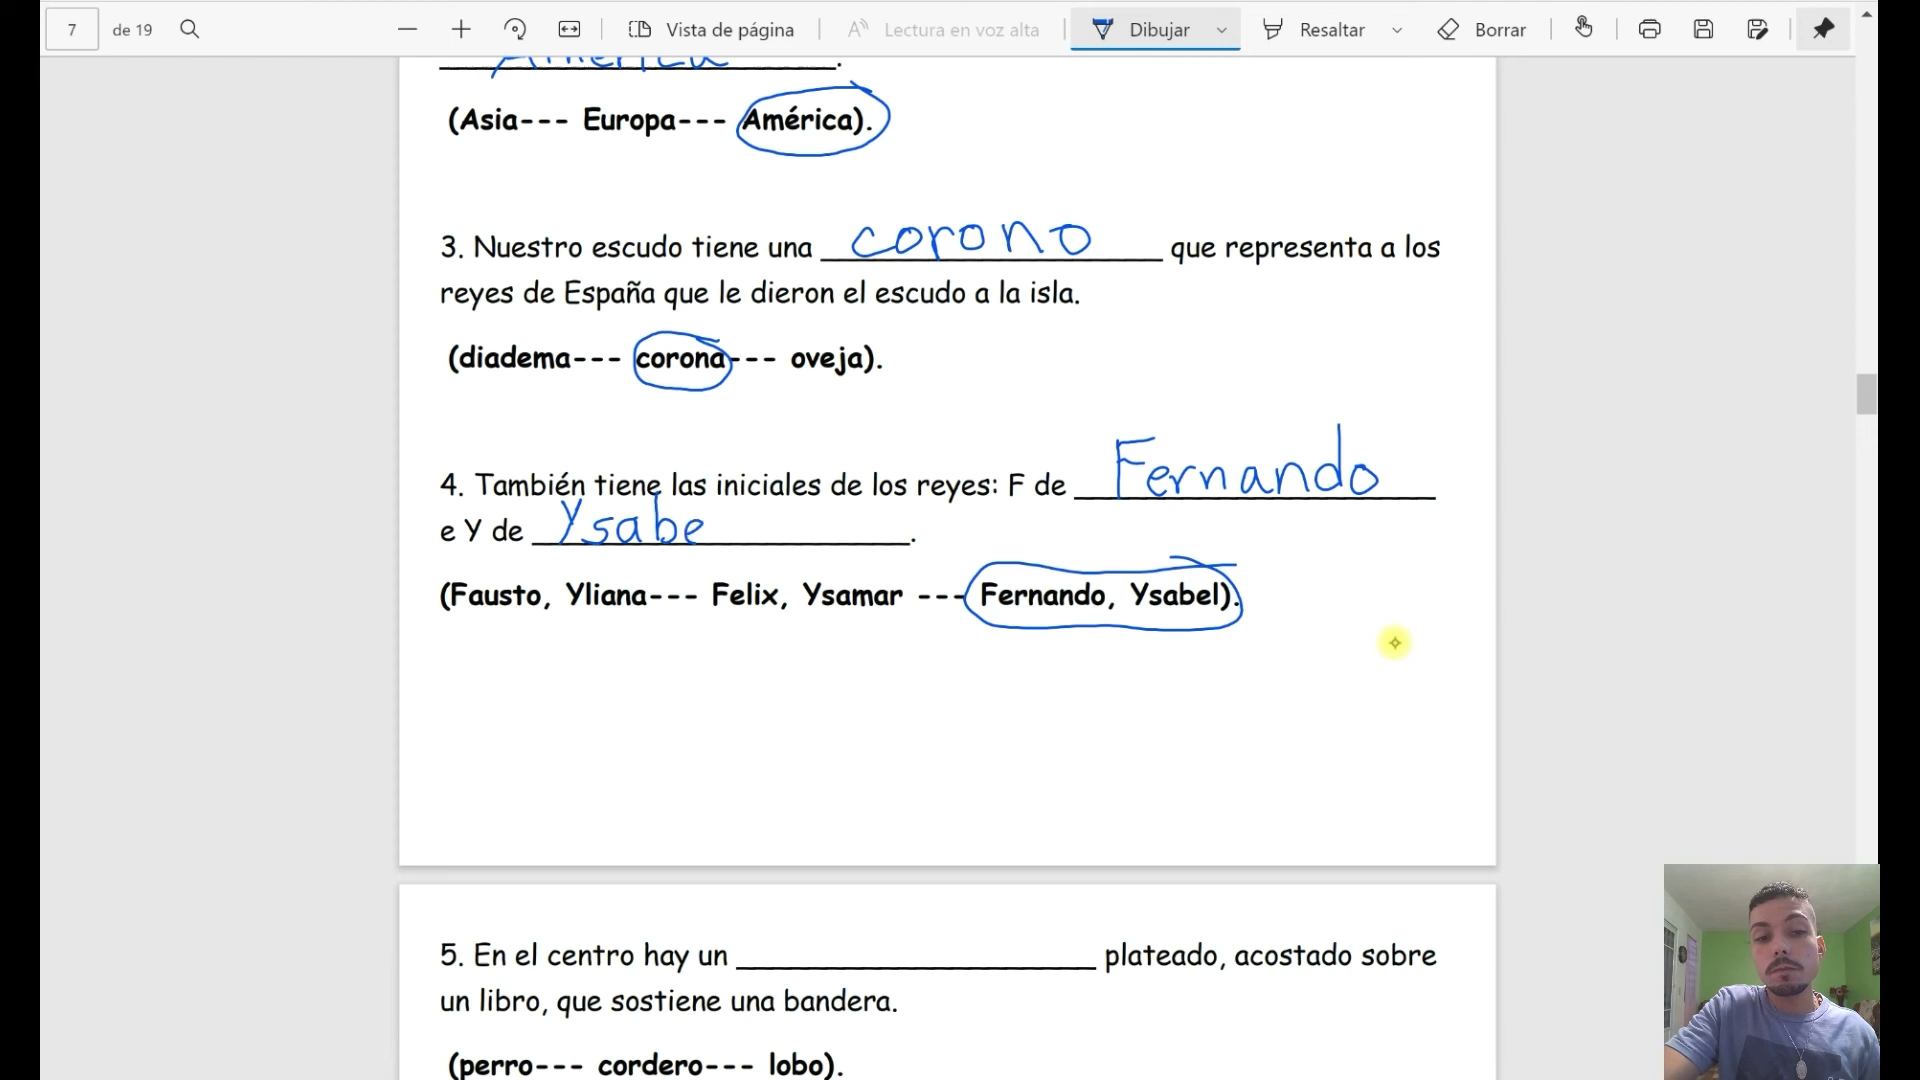 7 de 19 Vista de página Lectura en voz alta Dibujar Resaltar Borrar
América.
(Asia--- Europa--- América).
3. Nuestro escudo tiene una corono que representa a los
reyes de España que le dieron el escudo a la isla.
(diadema--- corona--- oveja).
4. También tiene las iniciales de los reyes: F de Fernando
e Y de Ysabe.
(Fausto, Yliana--- Felix, Ysamar --- Fernando, Ysabel).
5. En el centro hay un ______ plateado, acostado sobre
un libro, que sostiene una bandera.
(perro--- cordero--- lobo).